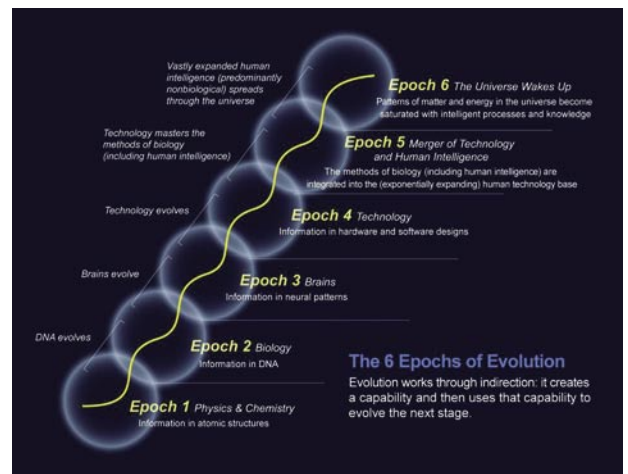 Vastly expanded human
intelligence (predominantly
nonbiological) spreads
through the universe
Epoch 6 The Universe Wakes Up
Patterns of matter and energy in the universe become
saturated with intelligent processes and knowledge
Technology masters the
methods of biology
(including human intelligence)
Epoch 5 Merger of Technology
and Human Intelligence
The methods of biology (including human intelligence) are
integrated into the (exponentially expanding) human technology base
Technology evolves
Epoch 4 Technology
Information in hardware and software designs
Brains evolve
Epoch 3 Brains
Information in neural patterns
DNA evolves
Epoch 2 Biology
Information in DNA
Epoch 1 Physics & Chemistry
Information in atomic structures
The 6 Epochs of Evolution
Evolution works through indirection: it creates
a capability and then uses that capability to
evolve the next stage.